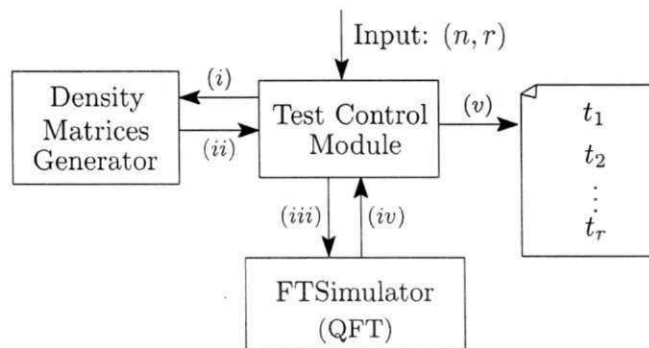 Input: (n, r)
Density
Matrices
Generator
(i)
(ii)
Test Control
Module
(v)
t₁
t₂
⋮
tᵣ
(iii)
(iv)
FTSimulator
(QFT)